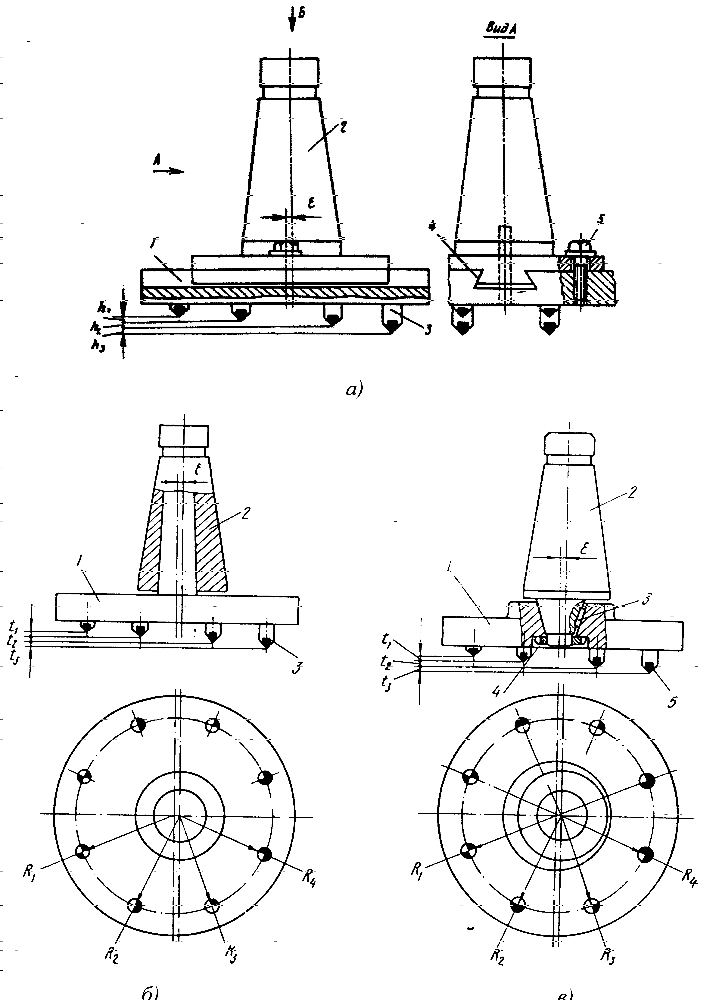 Б
Вид А
2
А
ε
4
5
1
h₁
h₂
h₃
3
а)
ε
2
1
t₁
t₂
t₃
3
R₁
R₂
R₃
R₄
б)
2
ε
1
3
t₁
t₂
t₃
4
5
R₁
R₂
R₃
R₄
в)